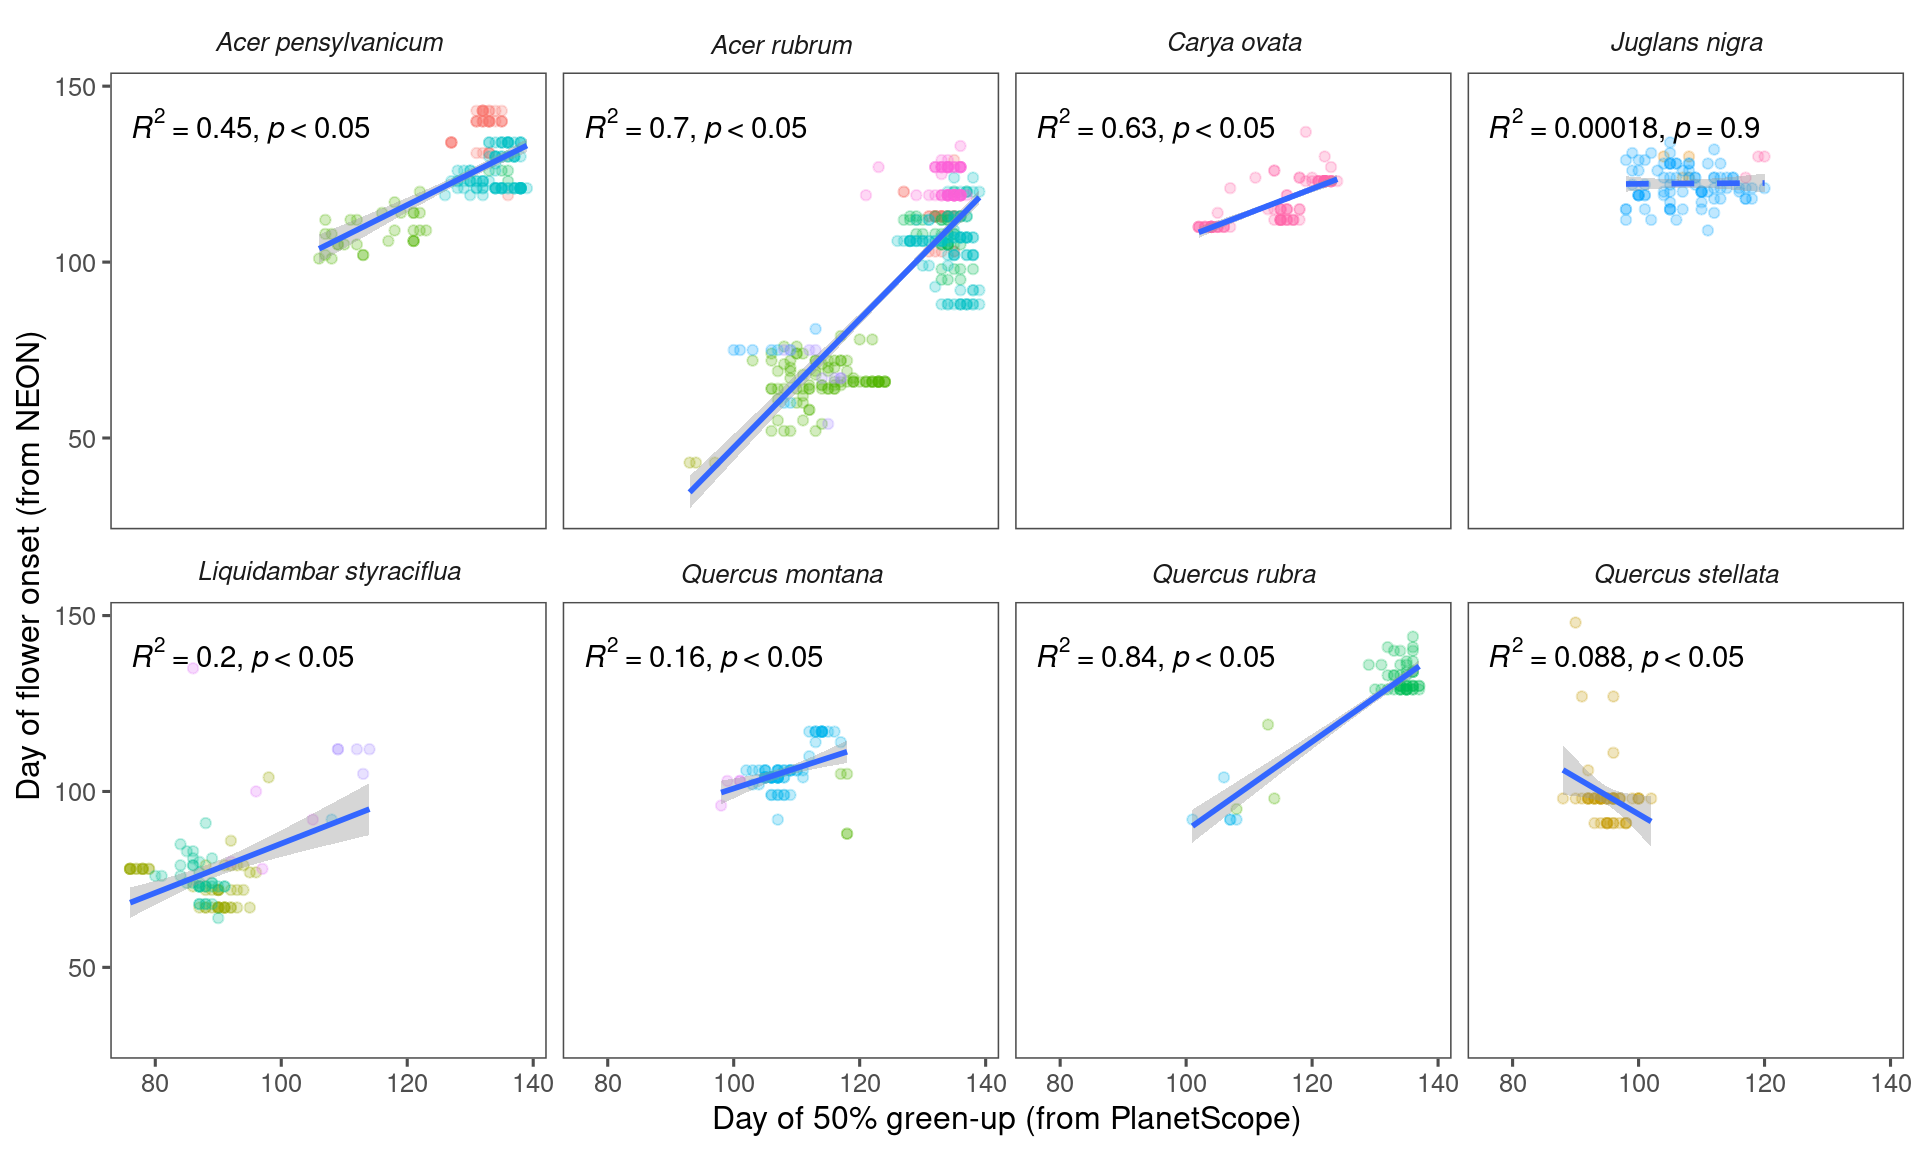 Acer pensylvanicum
Acer rubrum
Carya ovata
Juglans nigra
150
100
50
R² = 0.45, p < 0.05
R² = 0.7, p < 0.05
R² = 0.63, p < 0.05
R² = 0.00018, p = 0.9
Day of flower onset (from NEON)
Liquidambar styraciflua
Quercus montana
Quercus rubra
Quercus stellata
150
100
50
R² = 0.2, p < 0.05
R² = 0.16, p < 0.05
R² = 0.84, p < 0.05
R² = 0.088, p < 0.05
80 100 120 140
80 100 120 140
80 100 120 140
80 100 120 140
Day of 50% green-up (from PlanetScope)